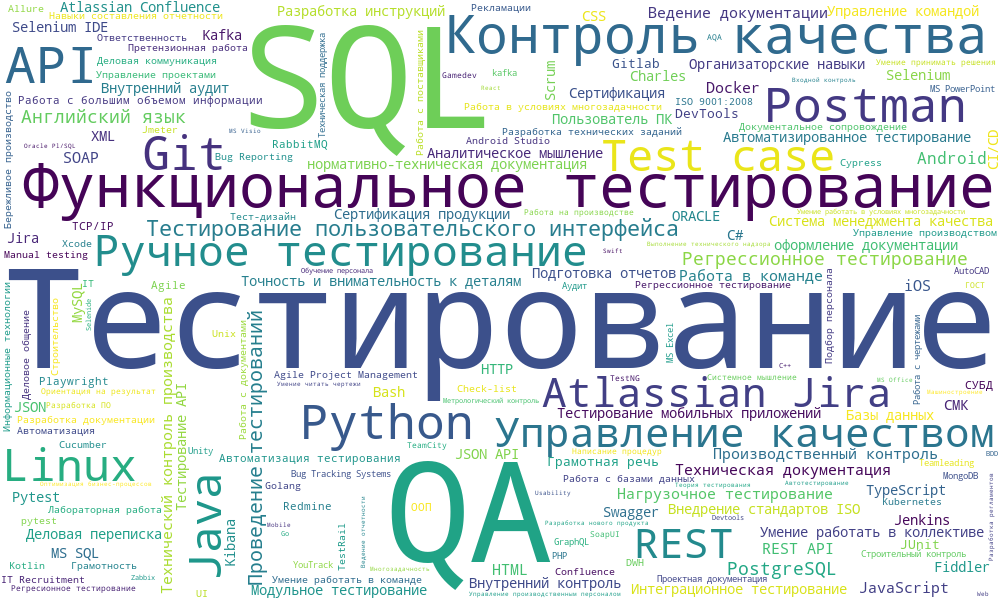 Allure
Atlassian Confluence
Навыки составления отчетности
Разработка инструкций
Рекламации
CSS
Ведение документации
Управление командой
Selenium IDE
Ответственность
Kafka
Претензионная работа
SQL
Контроль качества
AQA
API
Деловая коммуникация
Управление проектами
Внутренний аудит
Техническая поддержка
Работа с поставщиками
Gamedev
kafka
React
Scrum
Gitlab
Charles
Организаторские навыки
Умение принимать решения
Входной контроль
Selenium
MS PowerPoint
Docker
Сертификация
ISO 9001:2008
DevTools
Postman
Работа с большим объемом информации
Работа в условиях многозадачности
Пользователь ПК
Английский язык
Jmeter
MS Visio
RabbitMQ
Разработка технических заданий
Документальное сопровождение
Автоматизированное тестирование
CI/CD
Бережливое производство
Oracle Pl/SQL
XML
SOAP
Git
Bug Reporting
Android Studio
Аналитическое мышление
нормативно-техническая документация
Test case
Cypress
Android
Функциональное тестирование
TCP/IP
Тест-дизайн
Сертификация продукции
Работа на производстве
ORACLE
Умение работать в условиях многозадачности
Система менеджмента качества
Jira
Тестирование пользовательского интерфейса
C#
Управление производством
Manual testing
Xcode
Ручное тестирование
Swift
Выполнение технического надзора
оформление документации
Регрессионное тестирование
Обучение персонала
Подготовка отчетов
Работа в команде
AutoCAD
Точность и внимательность к деталям
Аудит
Регрессионное тестирование
iOS
гост
Информационные технологии
Деловое общение
Строительство
MySQL
IT
Selenide
Agile
Тестирование
Технический контроль производства
Unix
Работа с документами
Проведение тестирований
MS Excel
Подбор персонала
Работа с чертежами
Playwright
Ориентация на результат
Agile Project Management
Умение читать чертежи
HTTP
TestNG
Системное мышление
C++
MS Office
СУБД
JSON
Разработка ПО
Тестирование API
Bash
Check-list
Метрологический контроль
Atlassian Jira
СМК
Разработка документации
Автоматизация
Python
Тестирование мобильных приложений
Базы данных
Управление качеством
Cucumber
Unity
TeamCity
Написание процедур
Производственный контроль
BDD
Linux
Автоматизация тестирования
JSON API
Грамотная речь
Teamleading
Bug Tracking Systems
QA
Техническая документация
Работа с базами данных
MongoDB
Java
Golang
Теория тестирования
Автотестирование
TypeScript
Pytest
Usability
Нагрузочное тестирование
Kubernetes
Лабораторная работа
Redmine
ООП
Swagger
Внедрение стандартов ISO
pytest
Kibana
Mobile
Go
TestRail
Ведение отчетности
Разработка нового продукта
Devtools
Jenkins
Разработка регламентов
Деловая переписка
SoapUI
REST
Умение работать в коллективе
MS SQL
GraphQL
REST API
JUnit
PHP
Строительный контроль
Kotlin
Грамотность
YouTrack
Многозадачность
HTML
Confluence
DWH
PostgreSQL
Fiddler
IT Recruitment
Zabbix
Умение работать в команде
Внутренний контроль
Проектная документация
Регресионное тестирование
UI
Модульное тестирование
Управление производственным персоналом
Интеграционное тестирование
JavaScript
Web